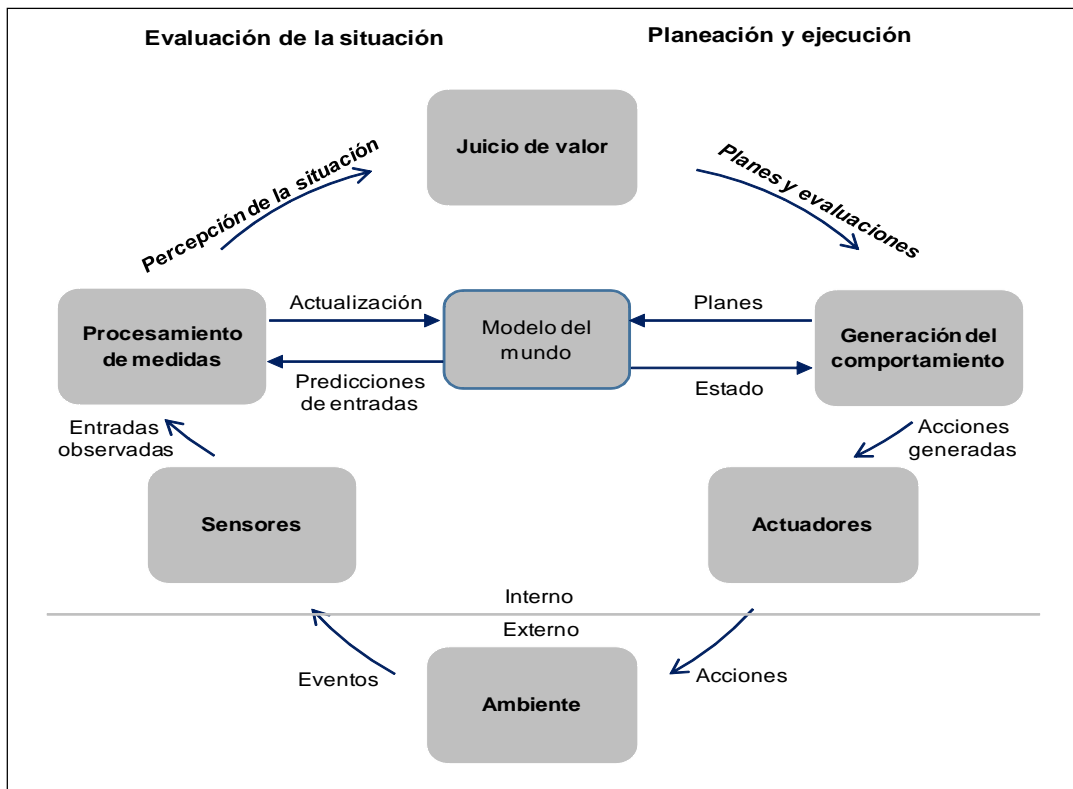 Evaluación de la situación
Planeación y ejecución
Juicio de valor
Percepción de la situación
Planes y evaluaciones
Procesamiento
de medidas
Actualización
Modelo del
mundo
Planes
Generación del
comportamiento
Predicciones
de entradas
Estado
Entradas
observadas
Acciones
generadas
Sensores
Actuadores
Interno
Externo
Eventos
Ambiente
Acciones